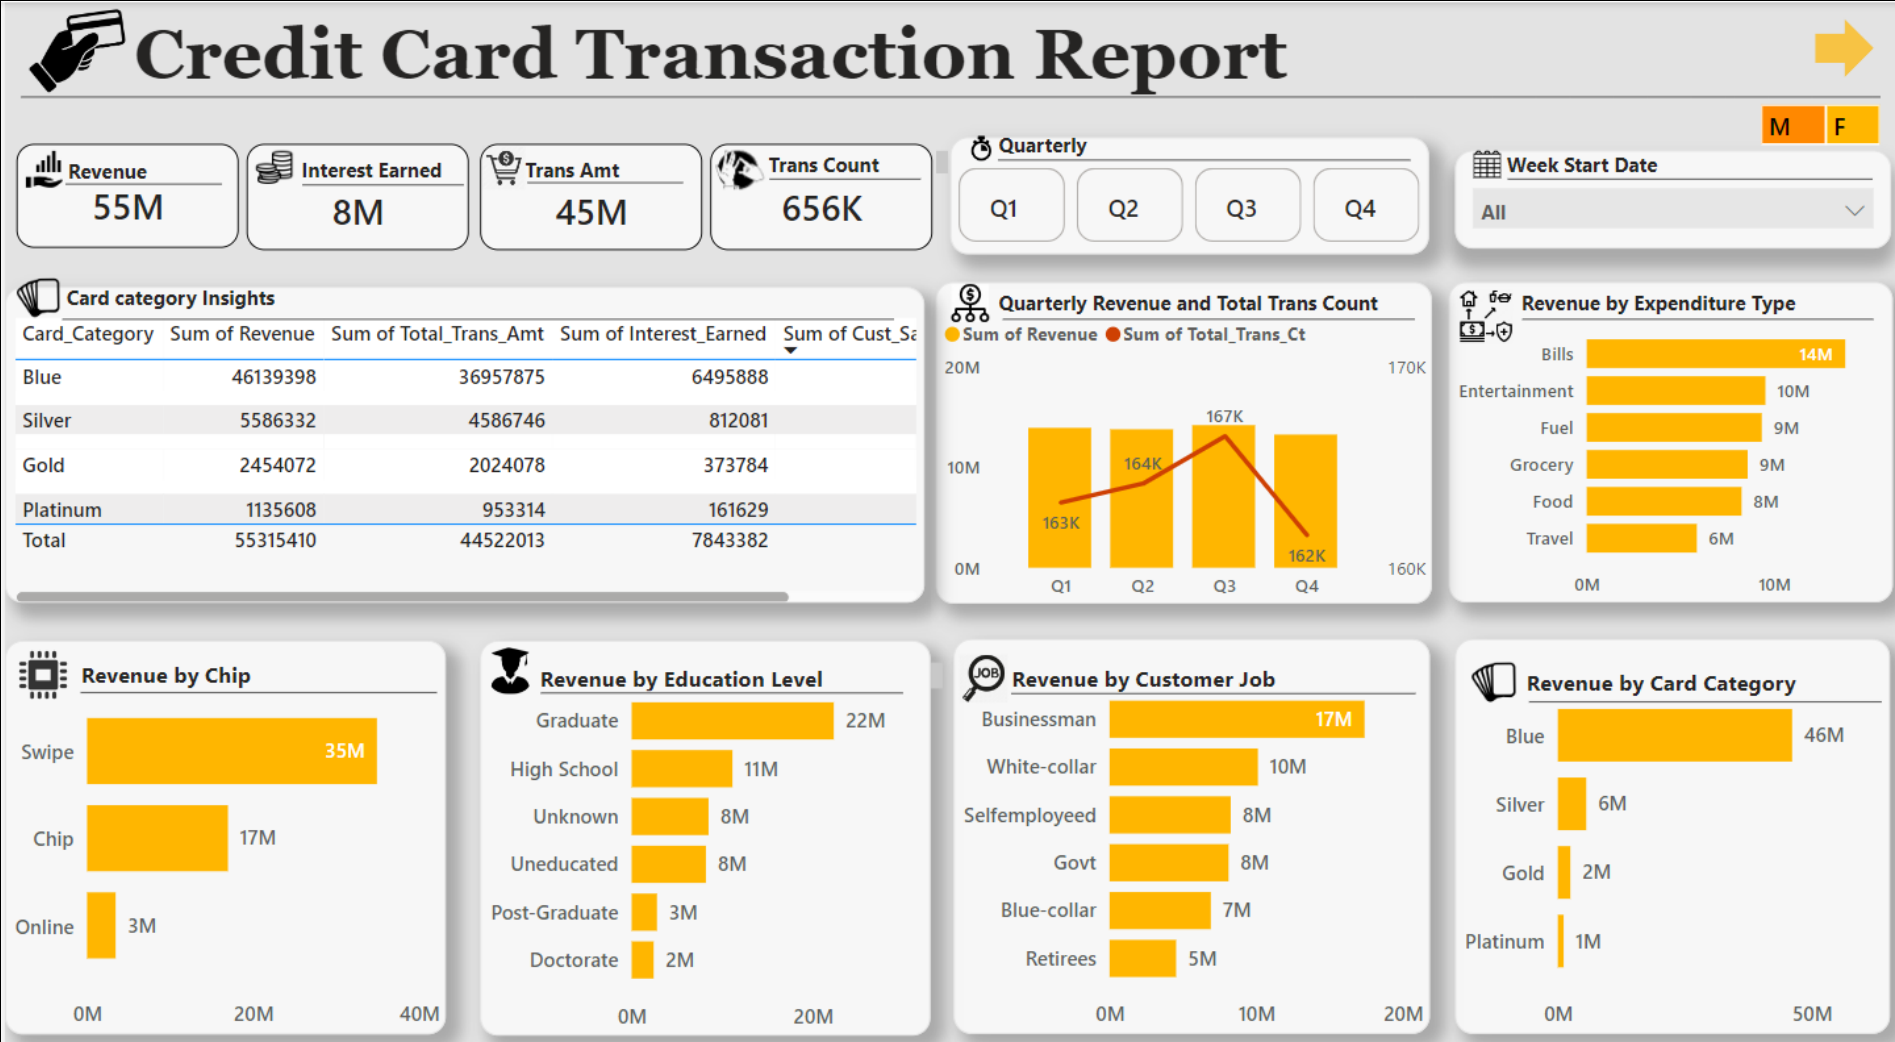 Credit Card Transaction Report
M F
Revenue
55M
Interest Earned
8M
Trans Amt
45M
Trans Count
656K
Quarterly
Q1 Q2 Q3 Q4
Week Start Date
All
Card category Insights
Card_Category Sum of Revenue Sum of Total_Trans_Amt Sum of Interest_Earned Sum of Cust_Sa
Blue 46139398 36957875 6495888
Silver 5586332 4586746 812081
Gold 2454072 2024078 373784
Platinum 1135608 953314 161629
Total 55315410 44522013 7843382
Quarterly Revenue and Total Trans Count
Sum of Revenue Sum of Total_Trans_Ct
20M 170K
167K
10M 164K
163K
162K
0M 160K
Q1 Q2 Q3 Q4
Revenue by Expenditure Type
Bills 14M
Entertainment 10M
Fuel 9M
Grocery 9M
Food 8M
Travel 6M
0M 10M
Revenue by Chip
Swipe 35M
Chip 17M
Online 3M
0M 20M 40M
Revenue by Education Level
Graduate 22M
High School 11M
Unknown 8M
Uneducated 8M
Post-Graduate 3M
Doctorate 2M
0M 20M
JOB
Revenue by Customer Job
Businessman 17M
White-collar 10M
Selfemployeed 8M
Govt 8M
Blue-collar 7M
Retirees 5M
0M 10M 20M
Revenue by Card Category
Blue 46M
Silver 6M
Gold 2M
Platinum 1M
0M 50M